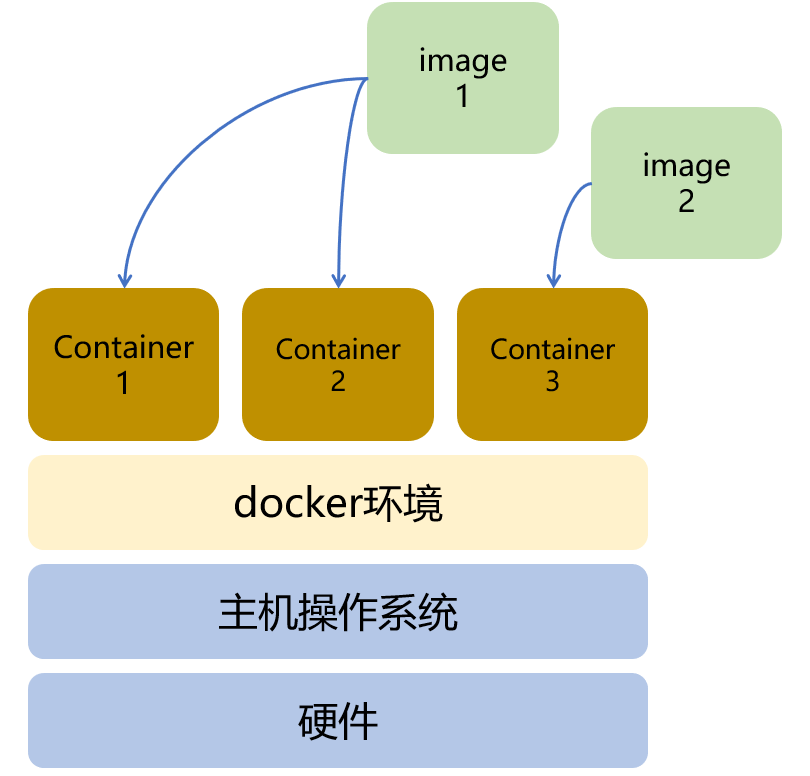 image
1
image
2
Container
1
Container
2
Container
3
docker环境
主机操作系统
硬件